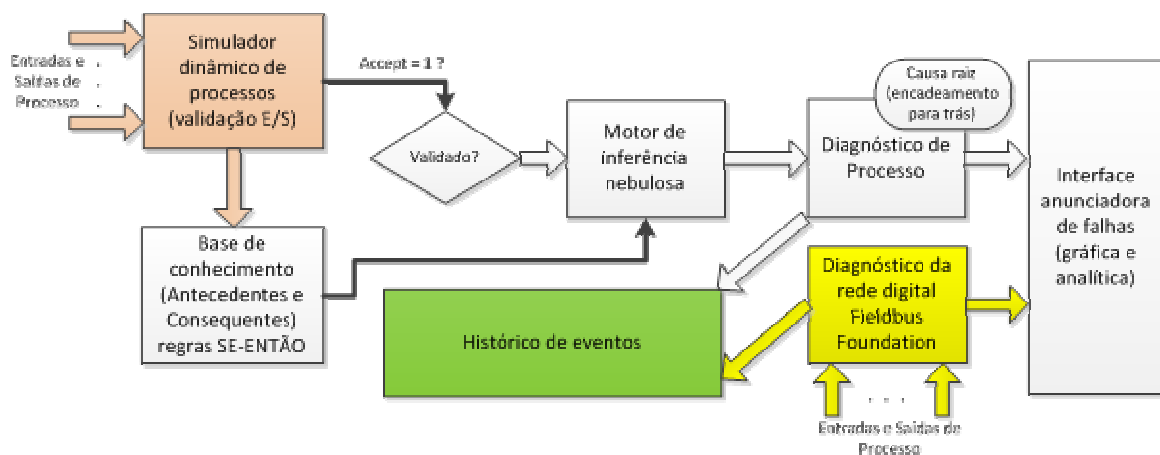 Entradas e
Saídas de
Processo
Simulador
dinâmico de
processos
(validação E/S)
Accept = 1 ?
Validado?
Base de
conhecimento
(Antecedentes e
Consequentes)
regras SE-ENTÃO
Motor de
inferência
nebulosa
Causa raiz
(encadeamento
para trás)
Diagnóstico de
Processo
Interface
anunciadora
de falhas
(gráfica e
analítica)
Histórico de eventos
Diagnóstico da
rede digital
Fieldbus
Foundation
. . .
Entradas e Saídas de
Processo